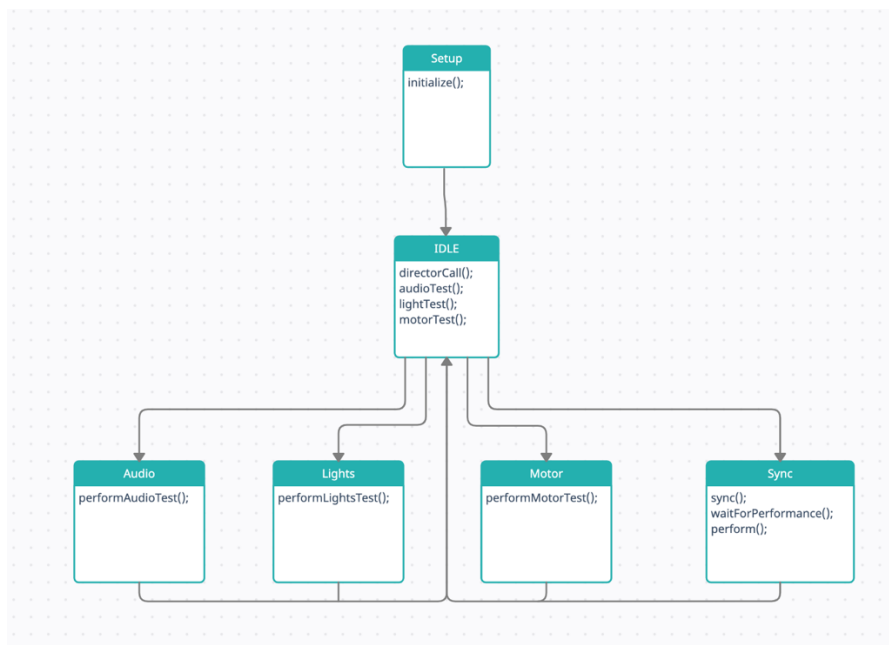 Setup
initialize();
IDLE
directorCall();
audioTest();
lightTest();
motorTest();
Audio
performAudioTest();
Lights
performLightsTest();
Motor
performMotorTest();
Sync
sync();
waitForPerformance();
perform();